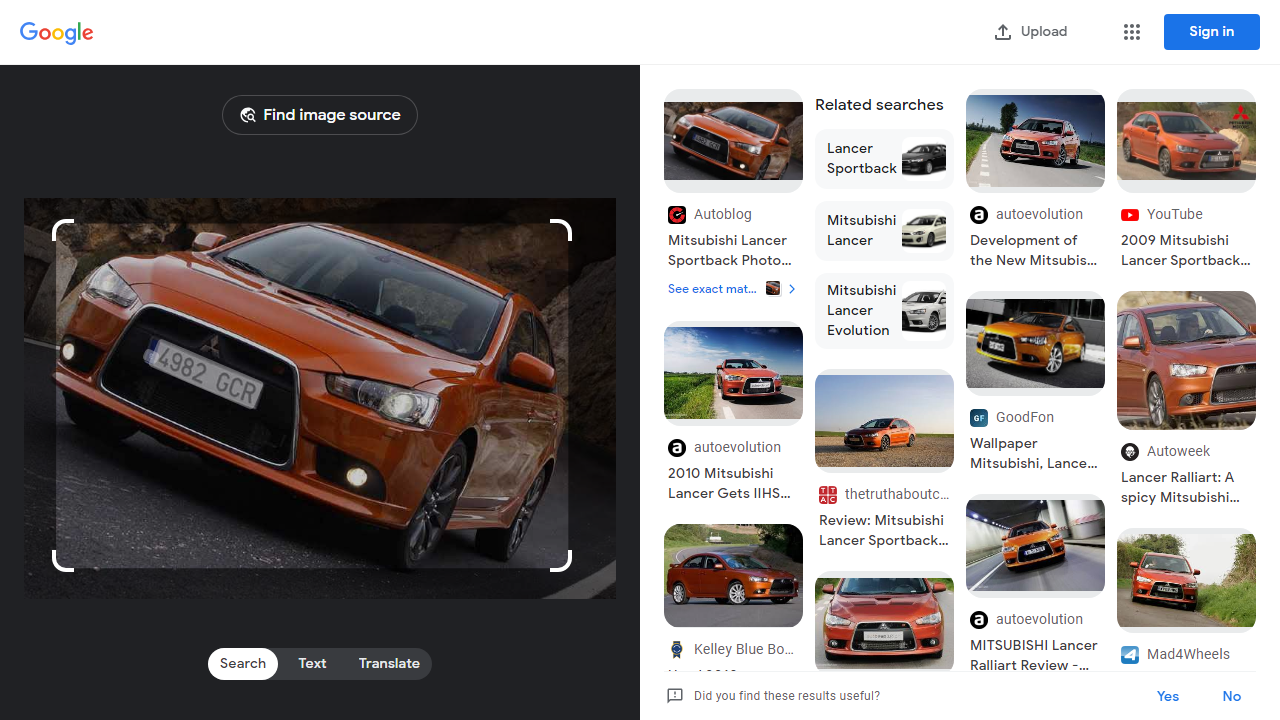 Google
Upload
Sign in
Find image source
4982 GCR
Search
Text
Translate
Autoblog
Mitsubishi Lancer
Sportback Photo...
See exact mat...
autoevolution
2010 Mitsubishi
Lancer Gets IIHS...
Kelley Blue Bo...
Related searches
Lancer
Sportback
Mitsubishi
Lancer
Mitsubishi
Lancer
Evolution
thetruthaboutc...
Review: Mitsubishi
Lancer Sportback...
autoevolution
Development of
the New Mitsubis...
GF
GoodFon
Wallpaper
Mitsubishi, Lance...
autoevolution
MITSUBISHI Lancer
Ralliart Review -...
YouTube
2009 Mitsubishi
Lancer Sportback...
Autoweek
Lancer Ralliart: A
spicy Mitsubishi...
Mad4Wheels
Did you find these results useful?
Yes
No